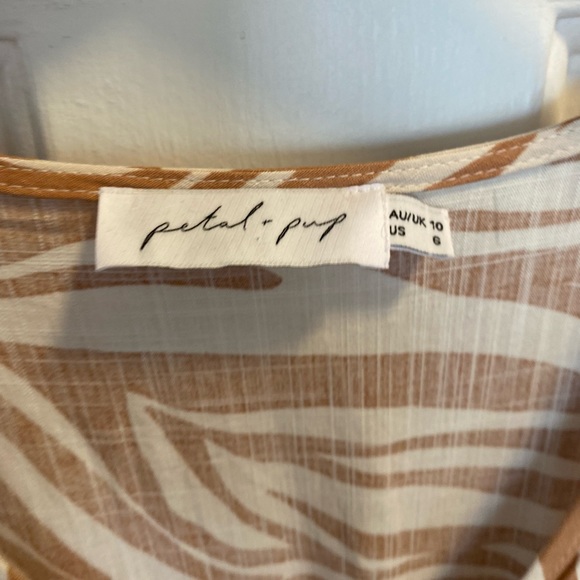 petal + pup
AU/UK 10
US 6